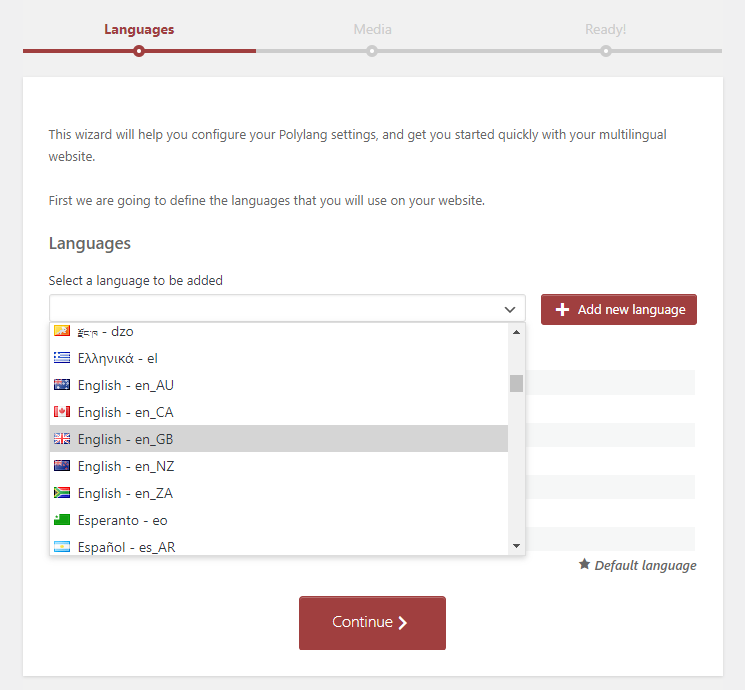 Languages
Media
Ready!
This wizard will help you configure your Polylang settings, and get you started quickly with your multilingual
website.
First we are going to define the languages that you will use on your website.
Languages
Select a language to be added
Add new language
རྫོང་ཁ - dzo
Ελληνικά - el
English - en_AU
English - en_CA
English - en_GB
English - en_NZ
English - en_ZA
Esperanto - eo
Español - es_AR
Default language
Continue